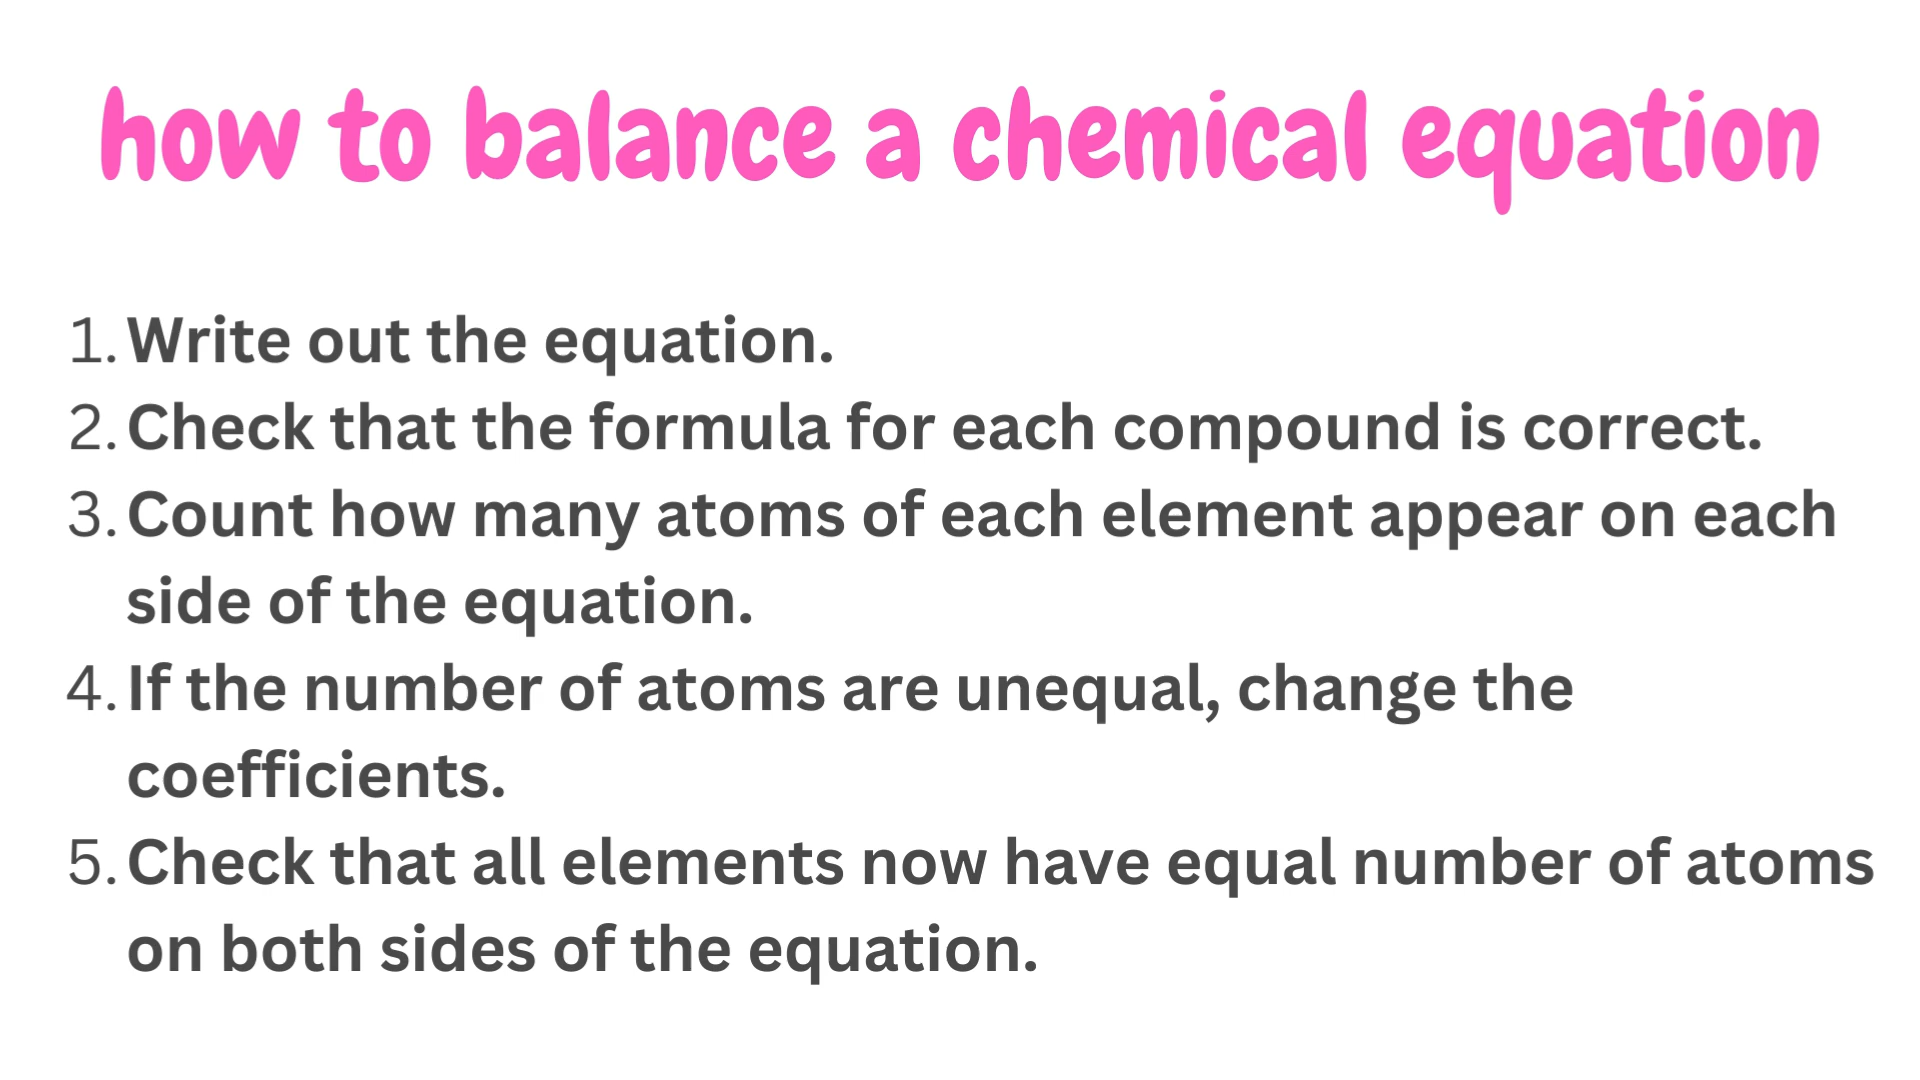 how to balance a chemical equation
1. Write out the equation.
2. Check that the formula for each compound is correct.
3. Count how many atoms of each element appear on each
side of the equation.
4. If the number of atoms are unequal, change the
coefficients.
5. Check that all elements now have equal number of atoms
on both sides of the equation.